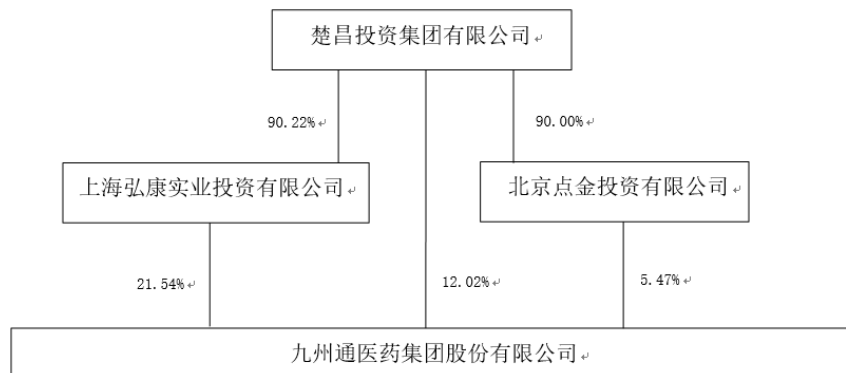 楚昌投资集团有限公司
90.22%
90.00%
上海弘康实业投资有限公司
北京点金投资有限公司
21.54%
12.02%
5.47%
九州通医药集团股份有限公司